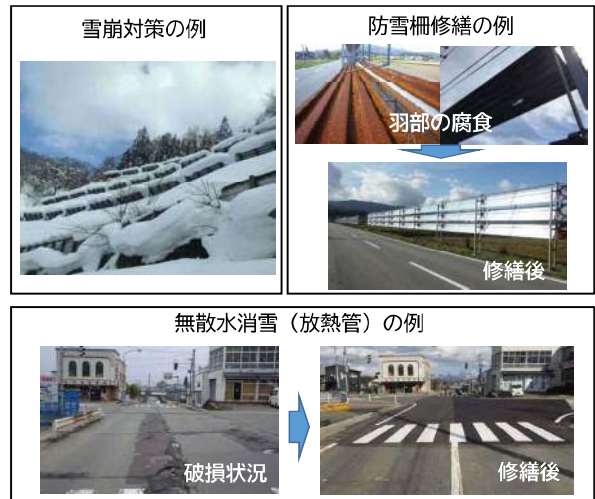 雪崩対策の例
防雪柵修繕の例
羽部の腐食
修繕後
無散水消雪（放熱管）の例
破損状況
修繕後